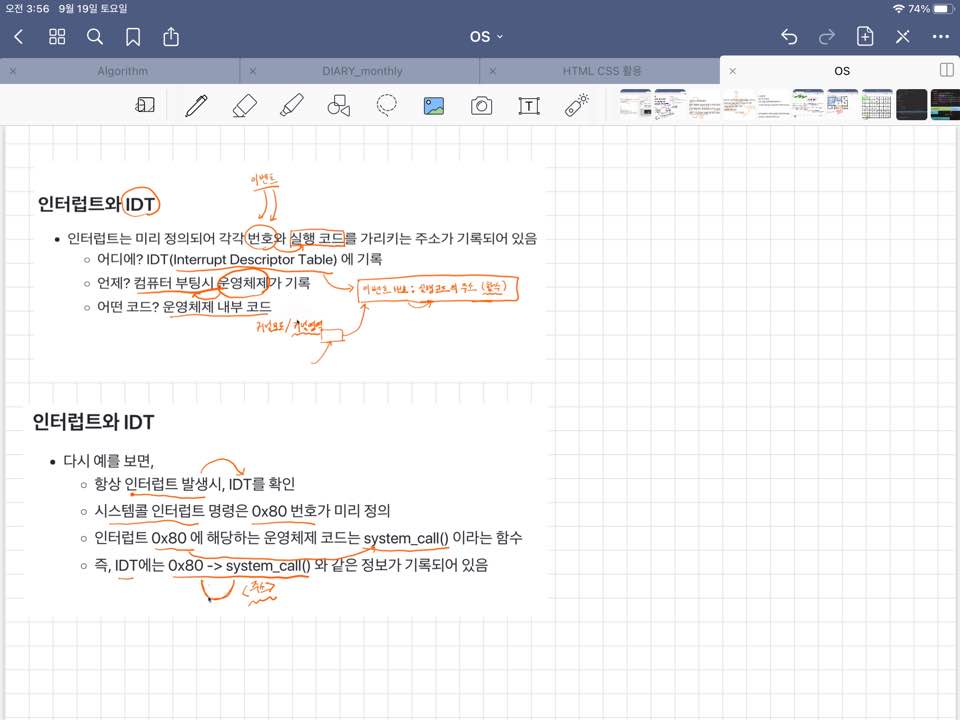 오전 3:56 9월 19일 토요일
74%
OS
Algorithm
DIARY_monthly
HTML CSS 활용
OS
이벤트
인터럽트와 IDT
• 인터럽트는 미리 정의되어 각각 번호와 실행 코드를 가리키는 주소가 기록되어 있음
어디에? IDT(Interrupt Descriptor Table) 에 기록
언제? 컴퓨터 부팅시 운영체제가 기록
이벤트 번호 : 실행코드의 주소 (함수)
어떤 코드? 운영체제 내부 코드
커널모드/커널영역
인터럽트와 IDT
• 다시 예를 보면,
항상 인터럽트 발생시, IDT를 확인
시스템콜 인터럽트 명령은 0x80 번호가 미리 정의
인터럽트 0x80 에 해당하는 운영체제 코드는 system_call() 이라는 함수
즉, IDT에는 0x80 -> system_call() 와 같은 정보가 기록되어 있음
<주소>